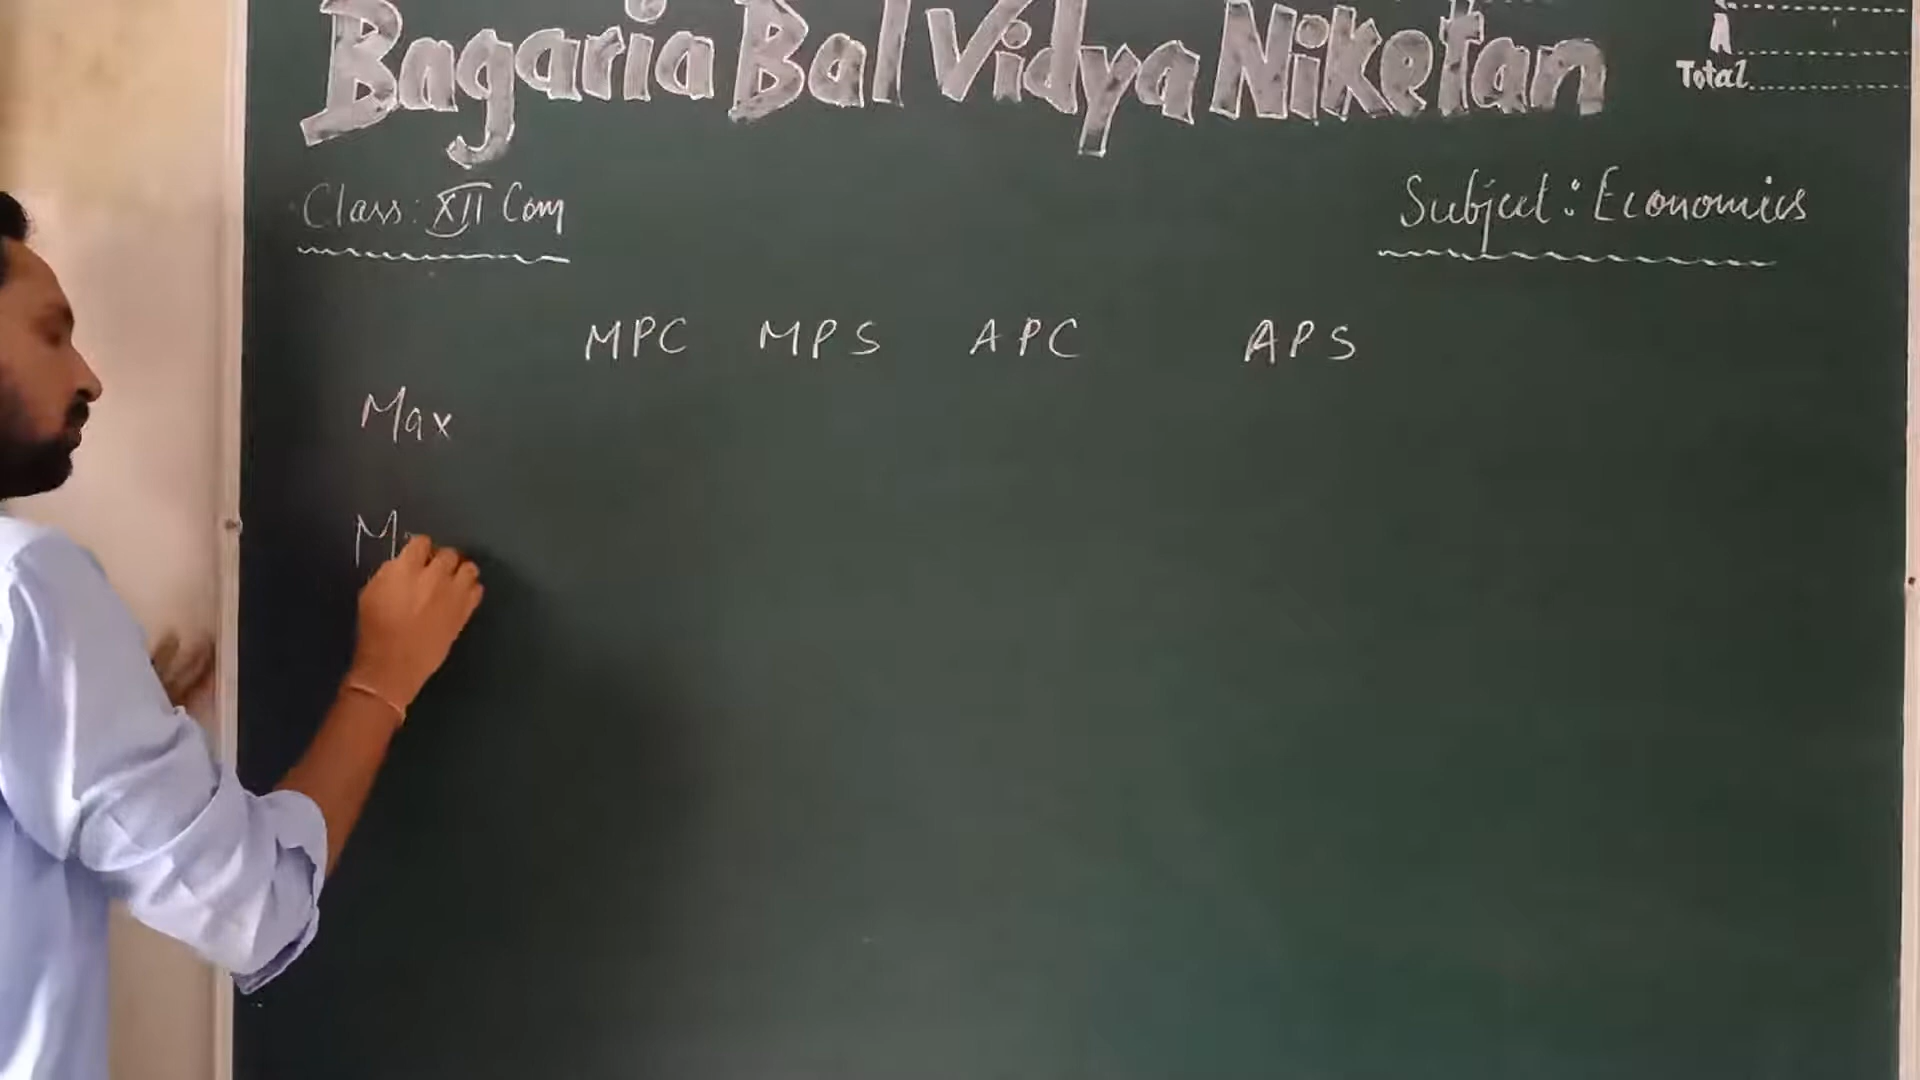 Bagaria Bal Vidya Niketan
A
Total
Class: XII Com
Subject: Economics
MPC MPS APC APS
Max